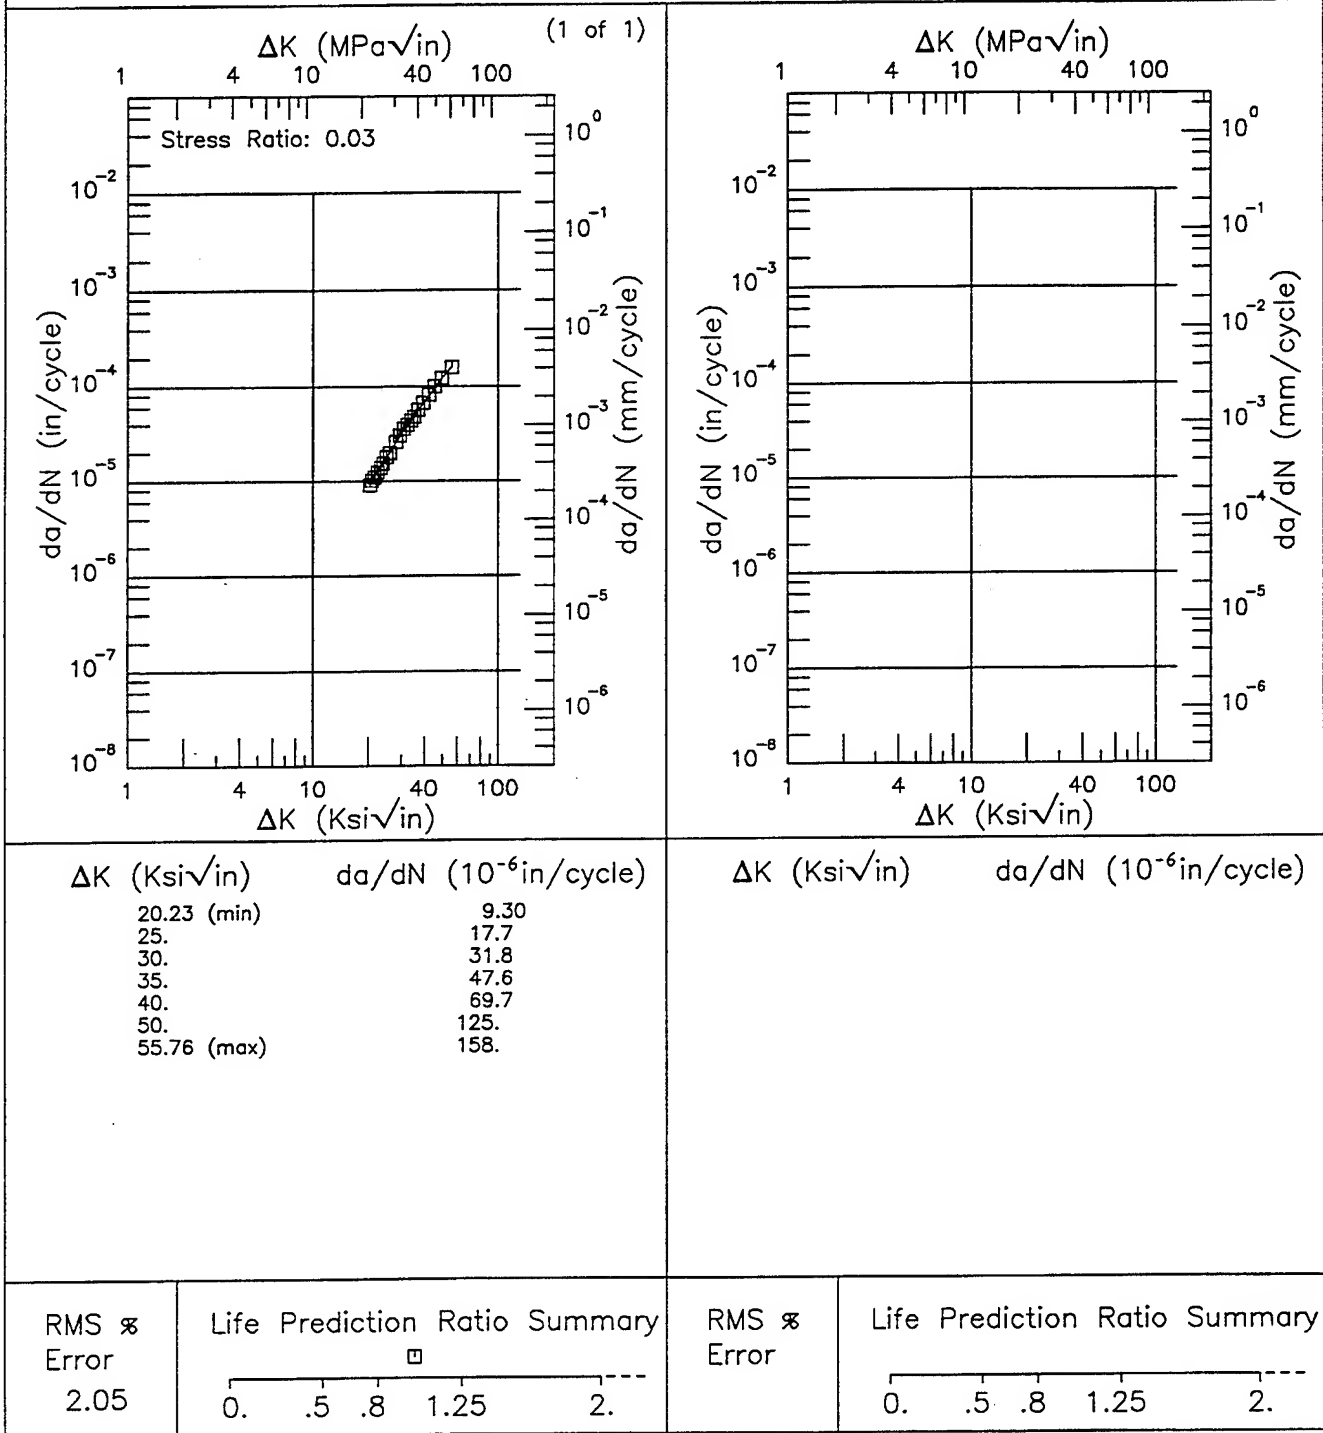 (1 of 1)
ΔK (MPa√in)
1 4 10 40 100
Stress Ratio: 0.03
10⁰
10⁻¹
10⁻²
10⁻³
10⁻⁴
10⁻⁵
10⁻⁶
da/dN (mm/cycle)
10⁻²
10⁻³
10⁻⁴
10⁻⁵
10⁻⁶
10⁻⁷
10⁻⁸
da/dN (in/cycle)
1 4 10 40 100
ΔK (Ksi√in)
ΔK (MPa√in)
1 4 10 40 100
10⁰
10⁻¹
10⁻²
10⁻³
10⁻⁴
10⁻⁵
10⁻⁶
da/dN (mm/cycle)
10⁻²
10⁻³
10⁻⁴
10⁻⁵
10⁻⁶
10⁻⁷
10⁻⁸
da/dN (in/cycle)
1 4 10 40 100
ΔK (Ksi√in)
ΔK (Ksi√in) da/dN (10⁻⁶in/cycle)
20.23 (min) 9.30
25. 17.7
30. 31.8
35. 47.6
40. 69.7
50. 125.
55.76 (max) 158.
ΔK (Ksi√in) da/dN (10⁻⁶in/cycle)
RMS %
Error
2.05
Life Prediction Ratio Summary
0. .5 .8 1.25 2.
RMS %
Error
Life Prediction Ratio Summary
0. .5 .8 1.25 2.